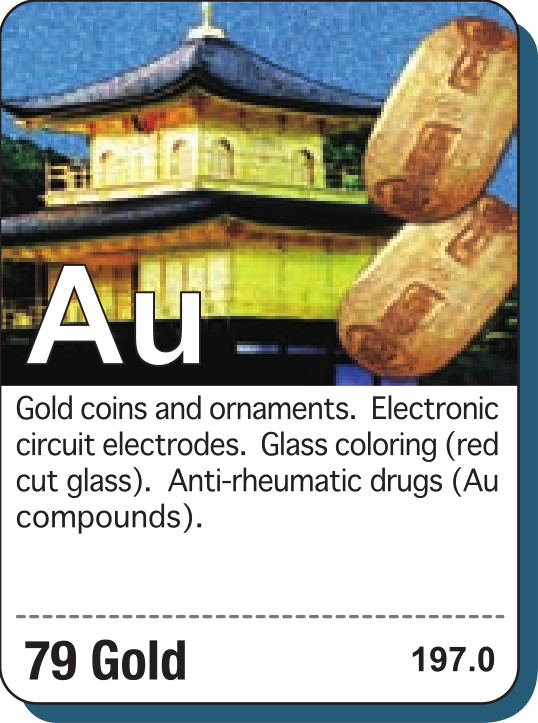 Au
Gold coins and ornaments.  Electronic
circuit electrodes.  Glass coloring (red
cut glass).  Anti-rheumatic drugs (Au
compounds).
79 Gold
197.0